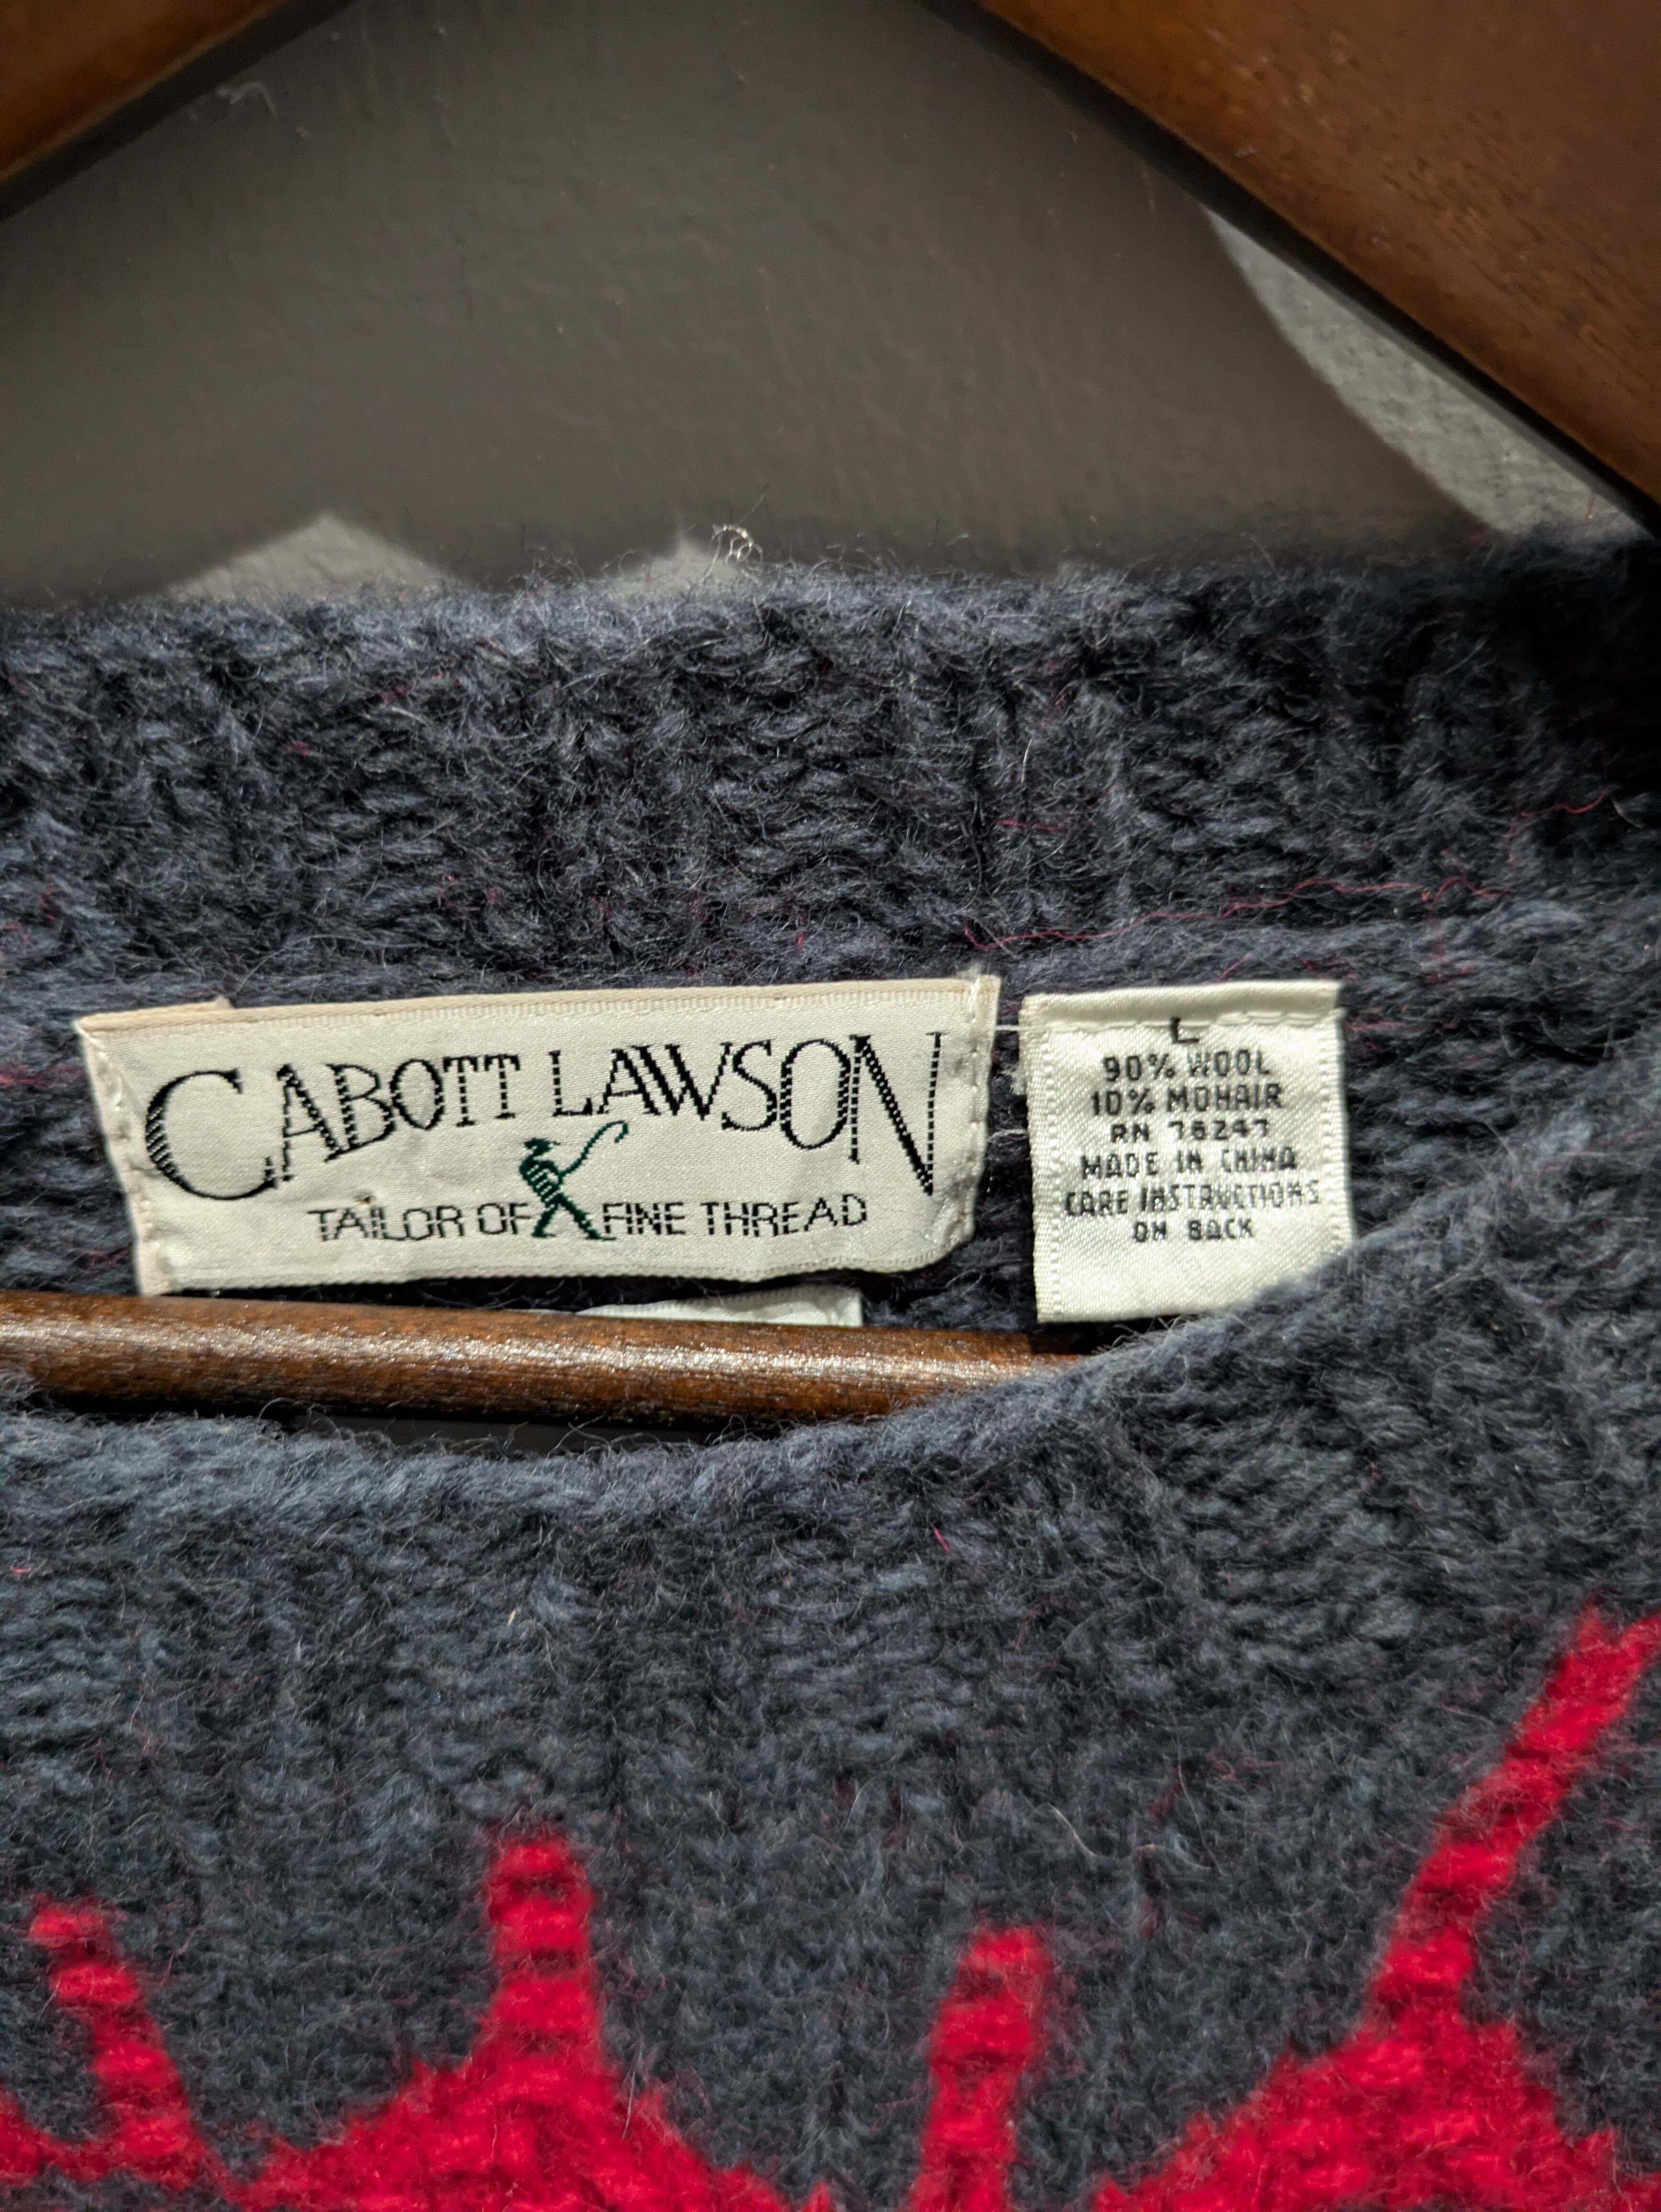 CABOTT LAWSON
TAILOR OF FINE THREAD
L
90% WOOL
10% MOHAIR
RN 78247
MADE IN CHINA
CARE INSTRUCTIONS
ON BACK